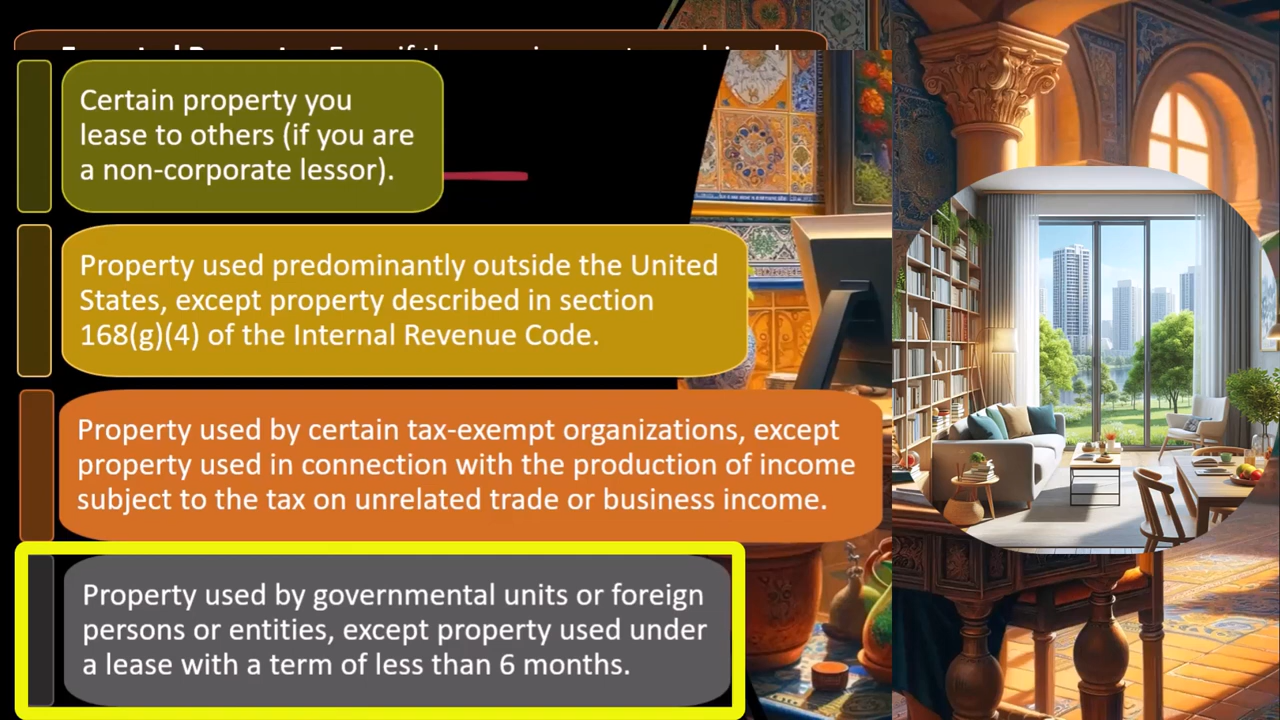 Certain property you
lease to others (if you are
a non-corporate lessor).
Property used predominantly outside the United
States, except property described in section
168(g)(4) of the Internal Revenue Code.
Property used by certain tax-exempt organizations, except
property used in connection with the production of income
subject to the tax on unrelated trade or business income.
Property used by governmental units or foreign
persons or entities, except property used under
a lease with a term of less than 6 months.